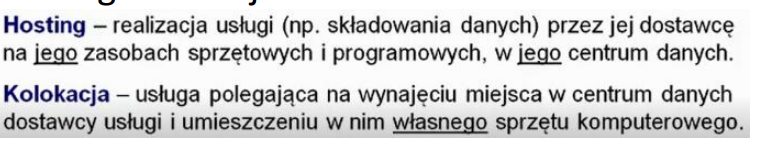 Hosting – realizacja usługi (np. składowania danych) przez jej dostawcę
na jego zasobach sprzętowych i programowych, w jego centrum danych.
Kolokacja – usługa polegająca na wynajęciu miejsca w centrum danych
dostawcy usługi i umieszczeniu w nim własnego sprzętu komputerowego.